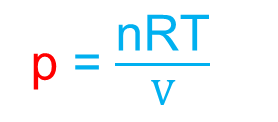 p = nRT / V